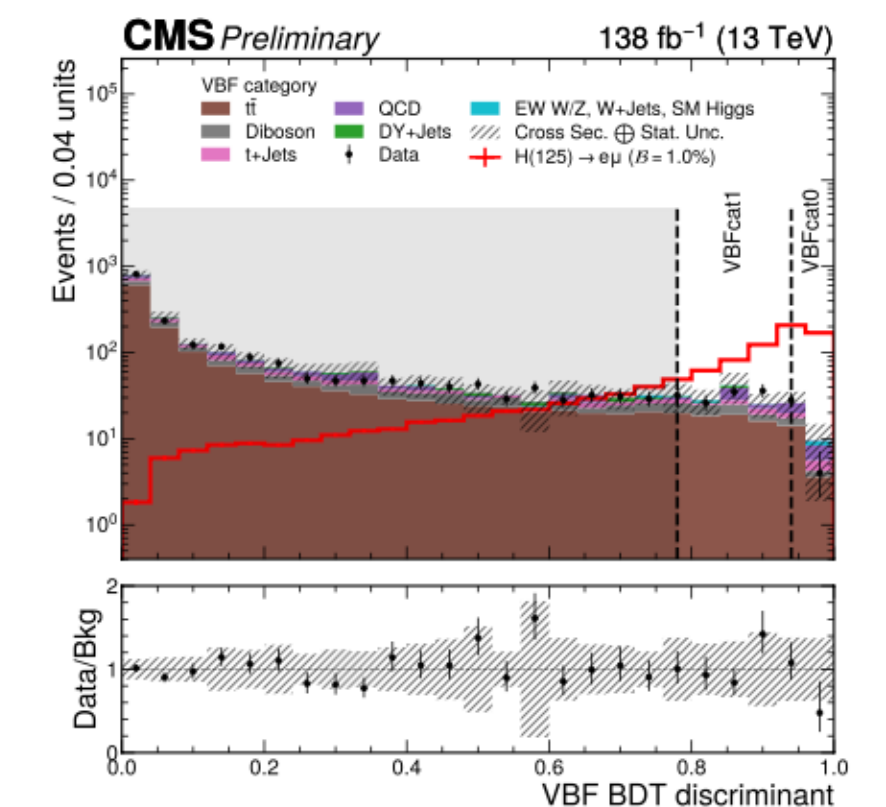 CMS Preliminary 138 fb⁻¹ (13 TeV)
Events / 0.04 units
10⁵
10⁴
10³
10²
10¹
10⁰
VBF category
tt̄ QCD EW W/Z, W+Jets, SM Higgs
Diboson DY+Jets Cross Sec. ⨁ Stat. Unc.
t+Jets Data H(125) → eμ (ℬ = 1.0%)
VBFcat1
VBFcat0
Data/Bkg
2
1
0
0.0 0.2 0.4 0.6 0.8 1.0
VBF BDT discriminant